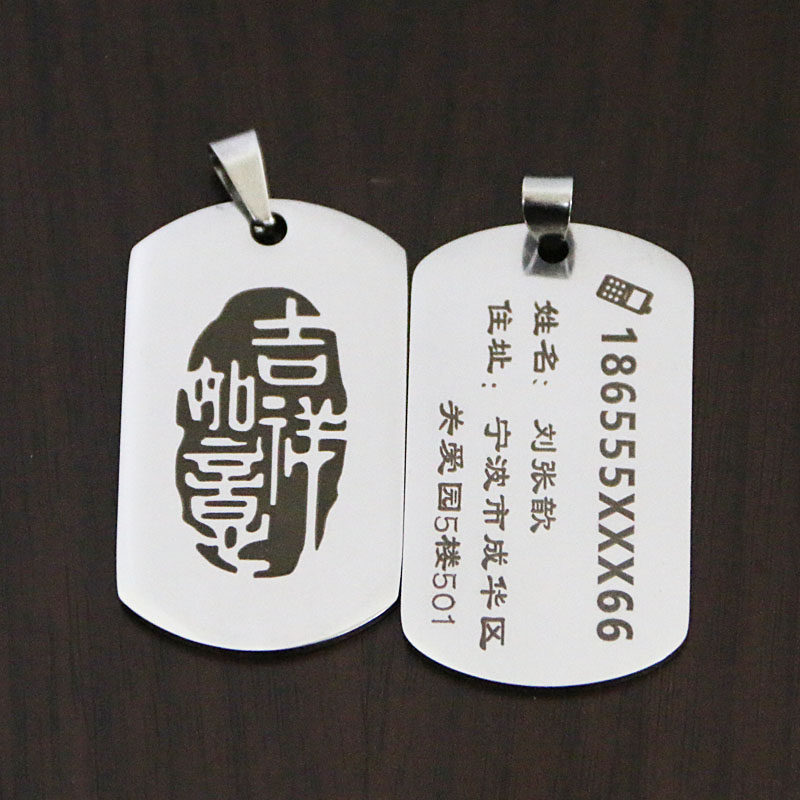 吉祥
如意
186555XXX66
姓名：刘张歆
住址：宁波市成华区
关爱园5楼501